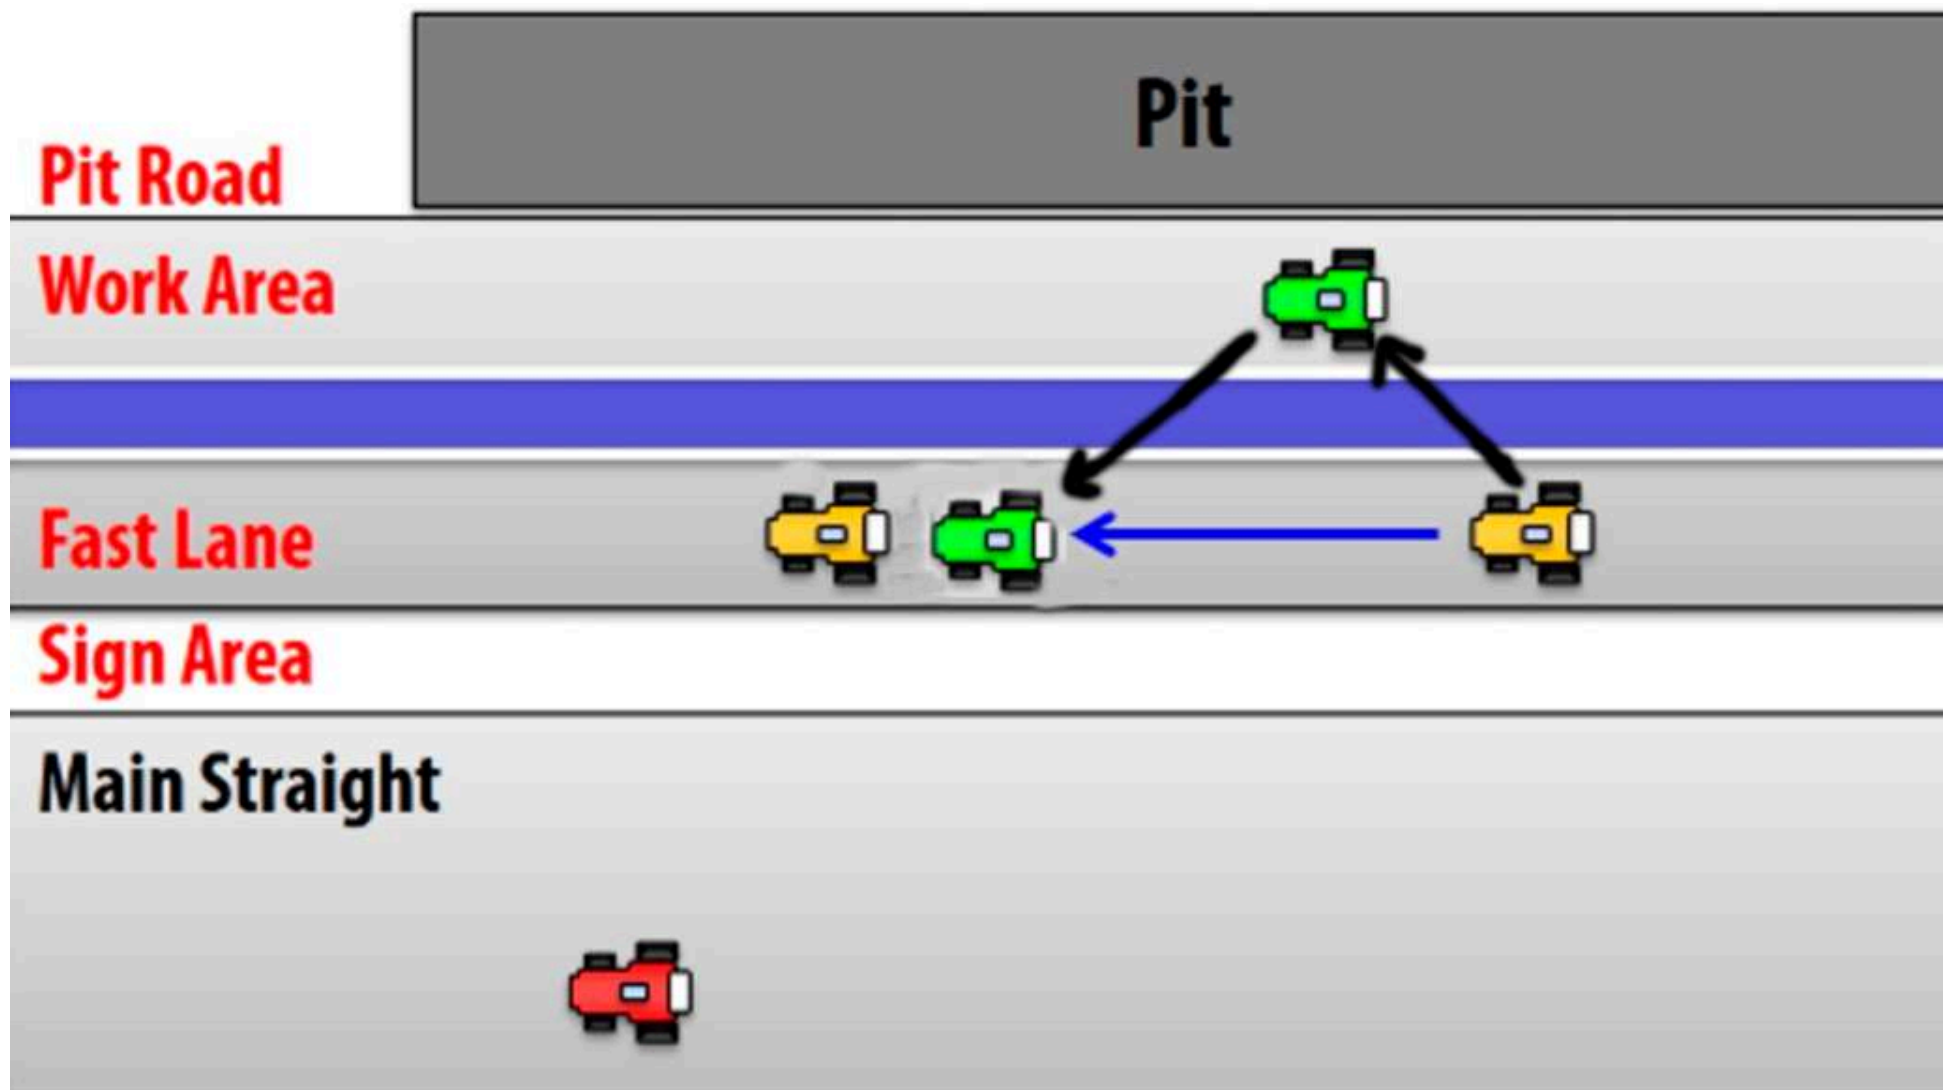 Pit
Pit Road
Work Area
Fast Lane
Sign Area
Main Straight